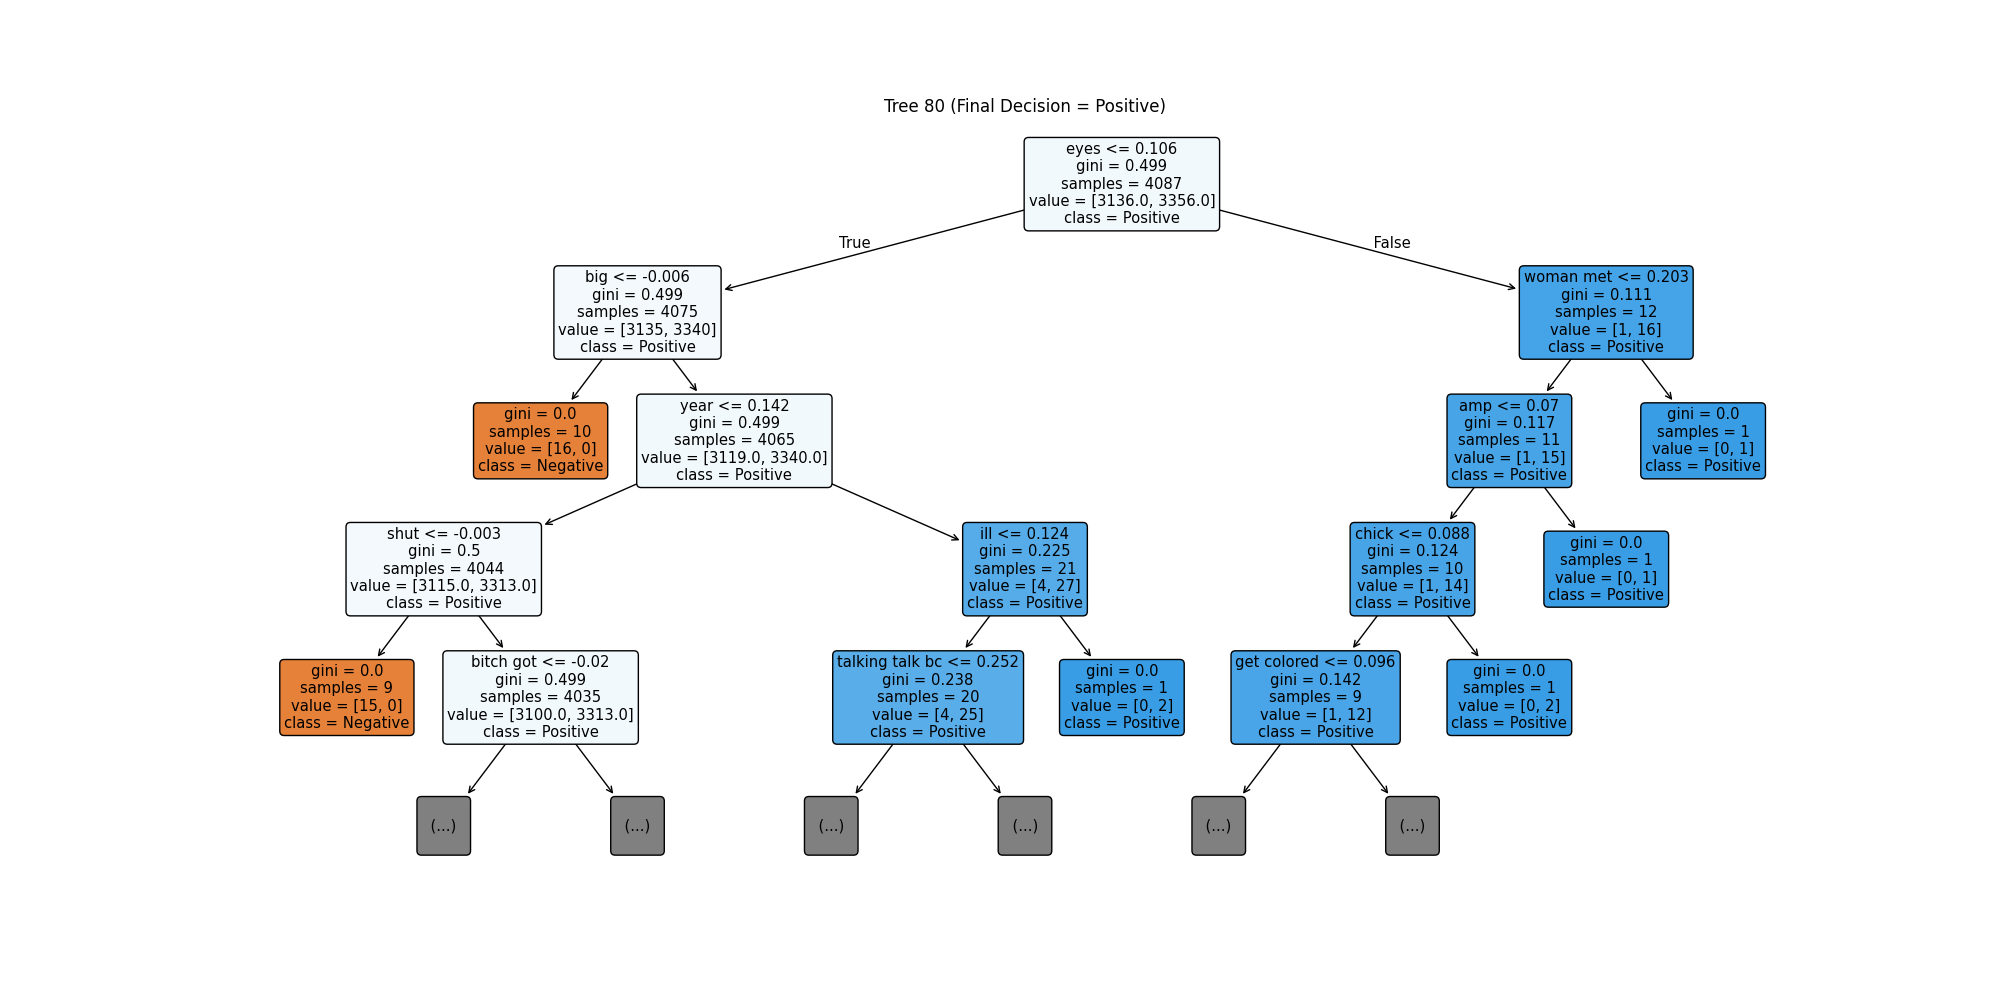 Tree 80 (Final Decision = Positive)
eyes <= 0.106
gini = 0.499
samples = 4087
value = [3136.0, 3356.0]
class = Positive
True
False
big <= -0.006
gini = 0.499
samples = 4075
value = [3135, 3340]
class = Positive
woman met <= 0.203
gini = 0.111
samples = 12
value = [1, 16]
class = Positive
gini = 0.0
samples = 10
value = [16, 0]
class = Negative
year <= 0.142
gini = 0.499
samples = 4065
value = [3119.0, 3340.0]
class = Positive
amp <= 0.07
gini = 0.117
samples = 11
value = [1, 15]
class = Positive
gini = 0.0
samples = 1
value = [0, 1]
class = Positive
shut <= -0.003
gini = 0.5
samples = 4044
value = [3115.0, 3313.0]
class = Positive
ill <= 0.124
gini = 0.225
samples = 21
value = [4, 27]
class = Positive
chick <= 0.088
gini = 0.124
samples = 10
value = [1, 14]
class = Positive
gini = 0.0
samples = 1
value = [0, 1]
class = Positive
gini = 0.0
samples = 9
value = [15, 0]
class = Negative
bitch got <= -0.02
gini = 0.499
samples = 4035
value = [3100.0, 3313.0]
class = Positive
talking talk bc <= 0.252
gini = 0.238
samples = 20
value = [4, 25]
class = Positive
gini = 0.0
samples = 1
value = [0, 2]
class = Positive
get colored <= 0.096
gini = 0.142
samples = 9
value = [1, 12]
class = Positive
gini = 0.0
samples = 1
value = [0, 2]
class = Positive
(...)
(...)
(...)
(...)
(...)
(...)